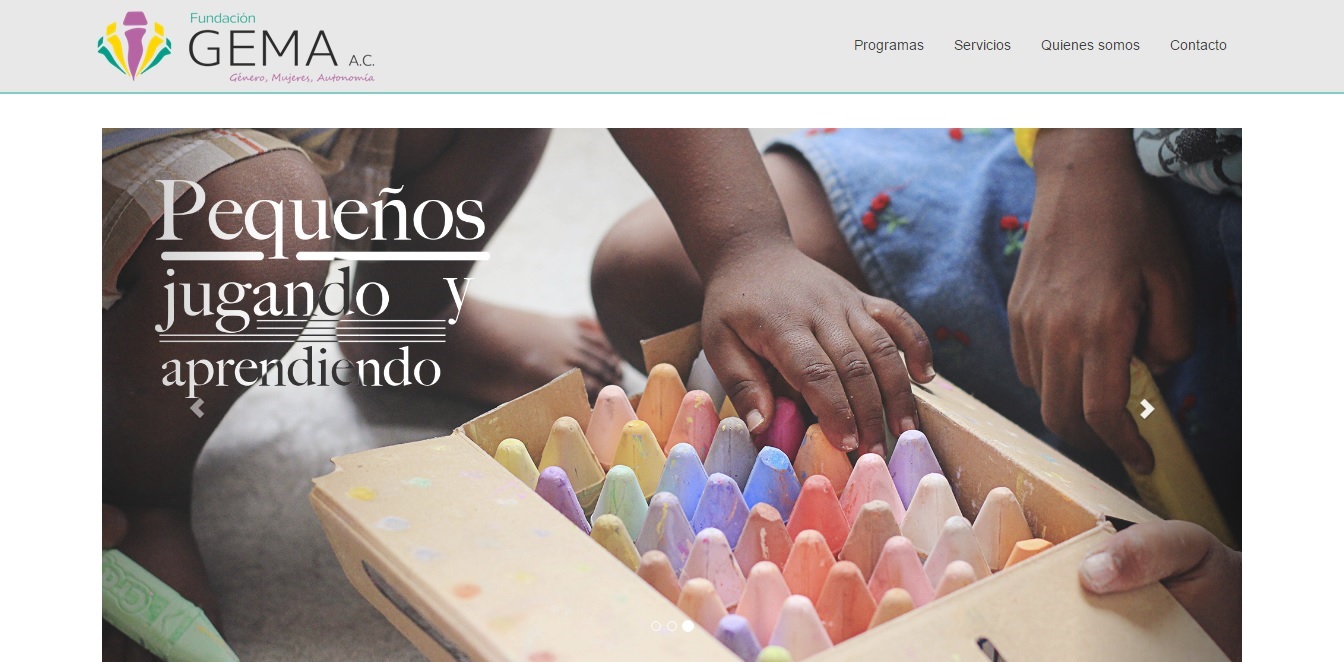 Fundación
GEMA A.C.
Género, Mujeres, Autonomía
Programas Servicios Quienes somos Contacto
Pequeños
jugando y
aprendiendo